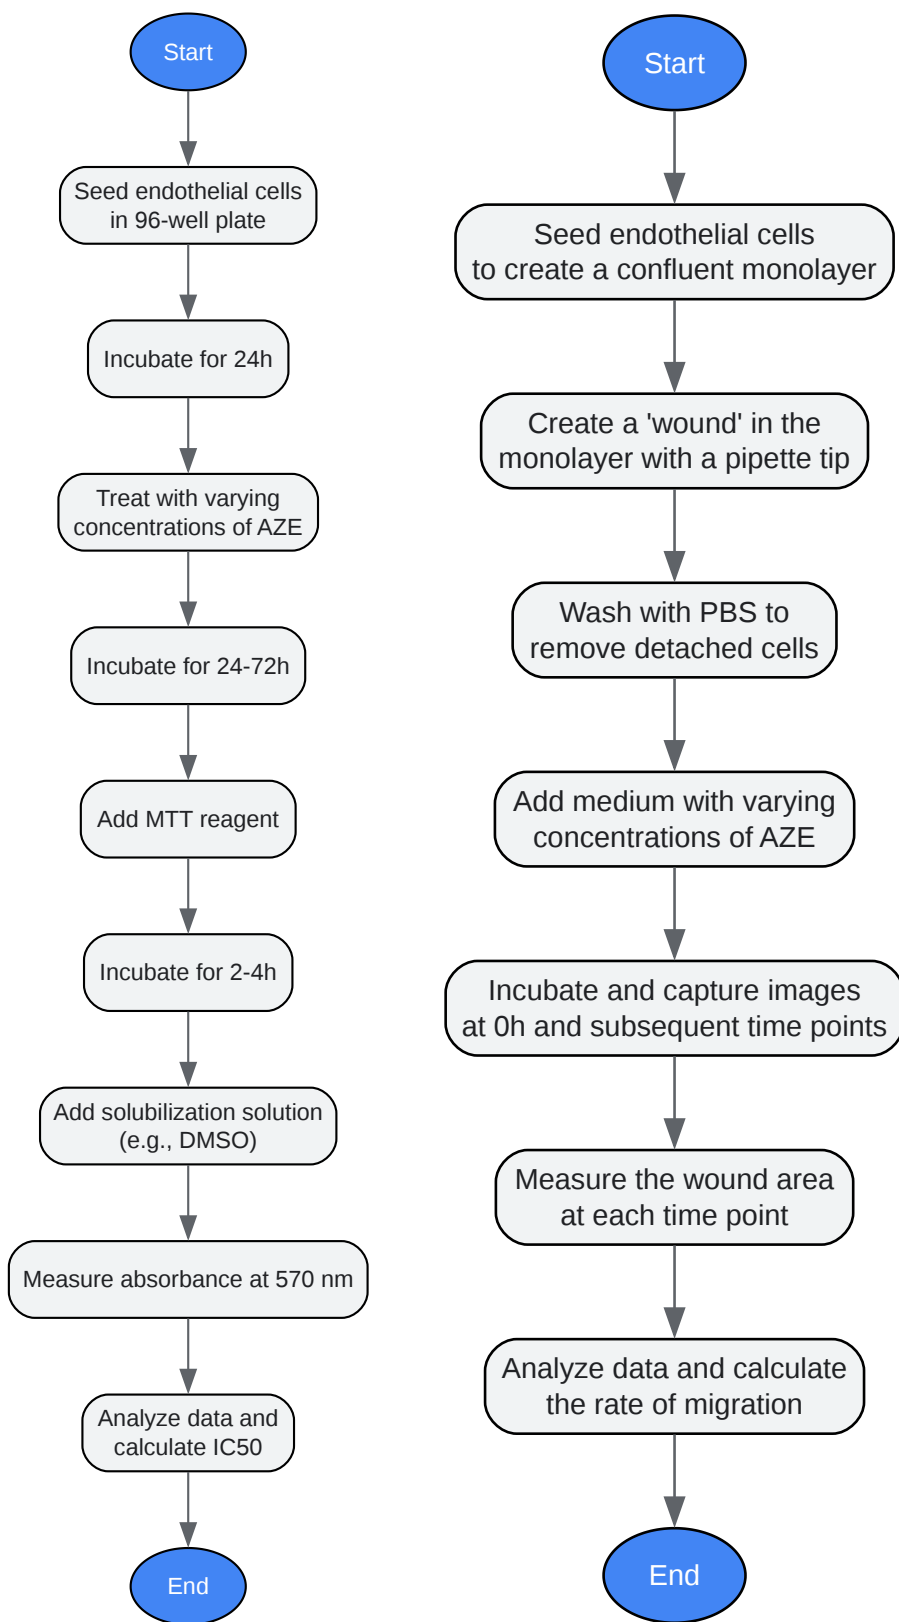 Start
Seed endothelial cells
in 96-well plate
Incubate for 24h
Treat with varying
concentrations of AZE
Incubate for 24-72h
Add MTT reagent
Incubate for 2-4h
Add solubilization solution
(e.g., DMSO)
Measure absorbance at 570 nm
Analyze data and
calculate IC50
End
Start
Seed endothelial cells
to create a confluent monolayer
Create a 'wound' in the
monolayer with a pipette tip
Wash with PBS to
remove detached cells
Add medium with varying
concentrations of AZE
Incubate and capture images
at 0h and subsequent time points
Measure the wound area
at each time point
Analyze data and calculate
the rate of migration
End